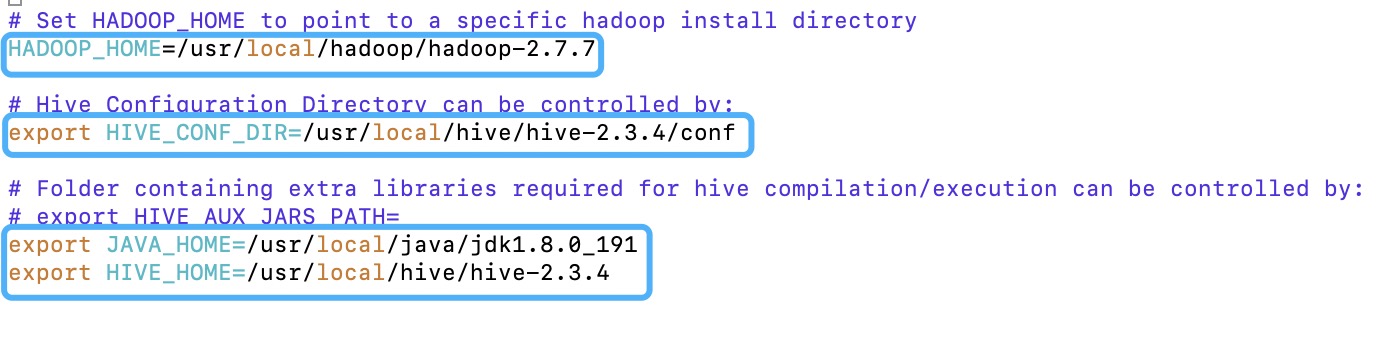 # Set HADOOP_HOME to point to a specific hadoop install directory
HADOOP_HOME=/usr/local/hadoop/hadoop-2.7.7
# Hive Configuration Directory can be controlled by:
export HIVE_CONF_DIR=/usr/local/hive/hive-2.3.4/conf
# Folder containing extra libraries required for hive compilation/execution can be controlled by:
# export HIVE_AUX_JARS_PATH=
export JAVA_HOME=/usr/local/java/jdk1.8.0_191
export HIVE_HOME=/usr/local/hive/hive-2.3.4